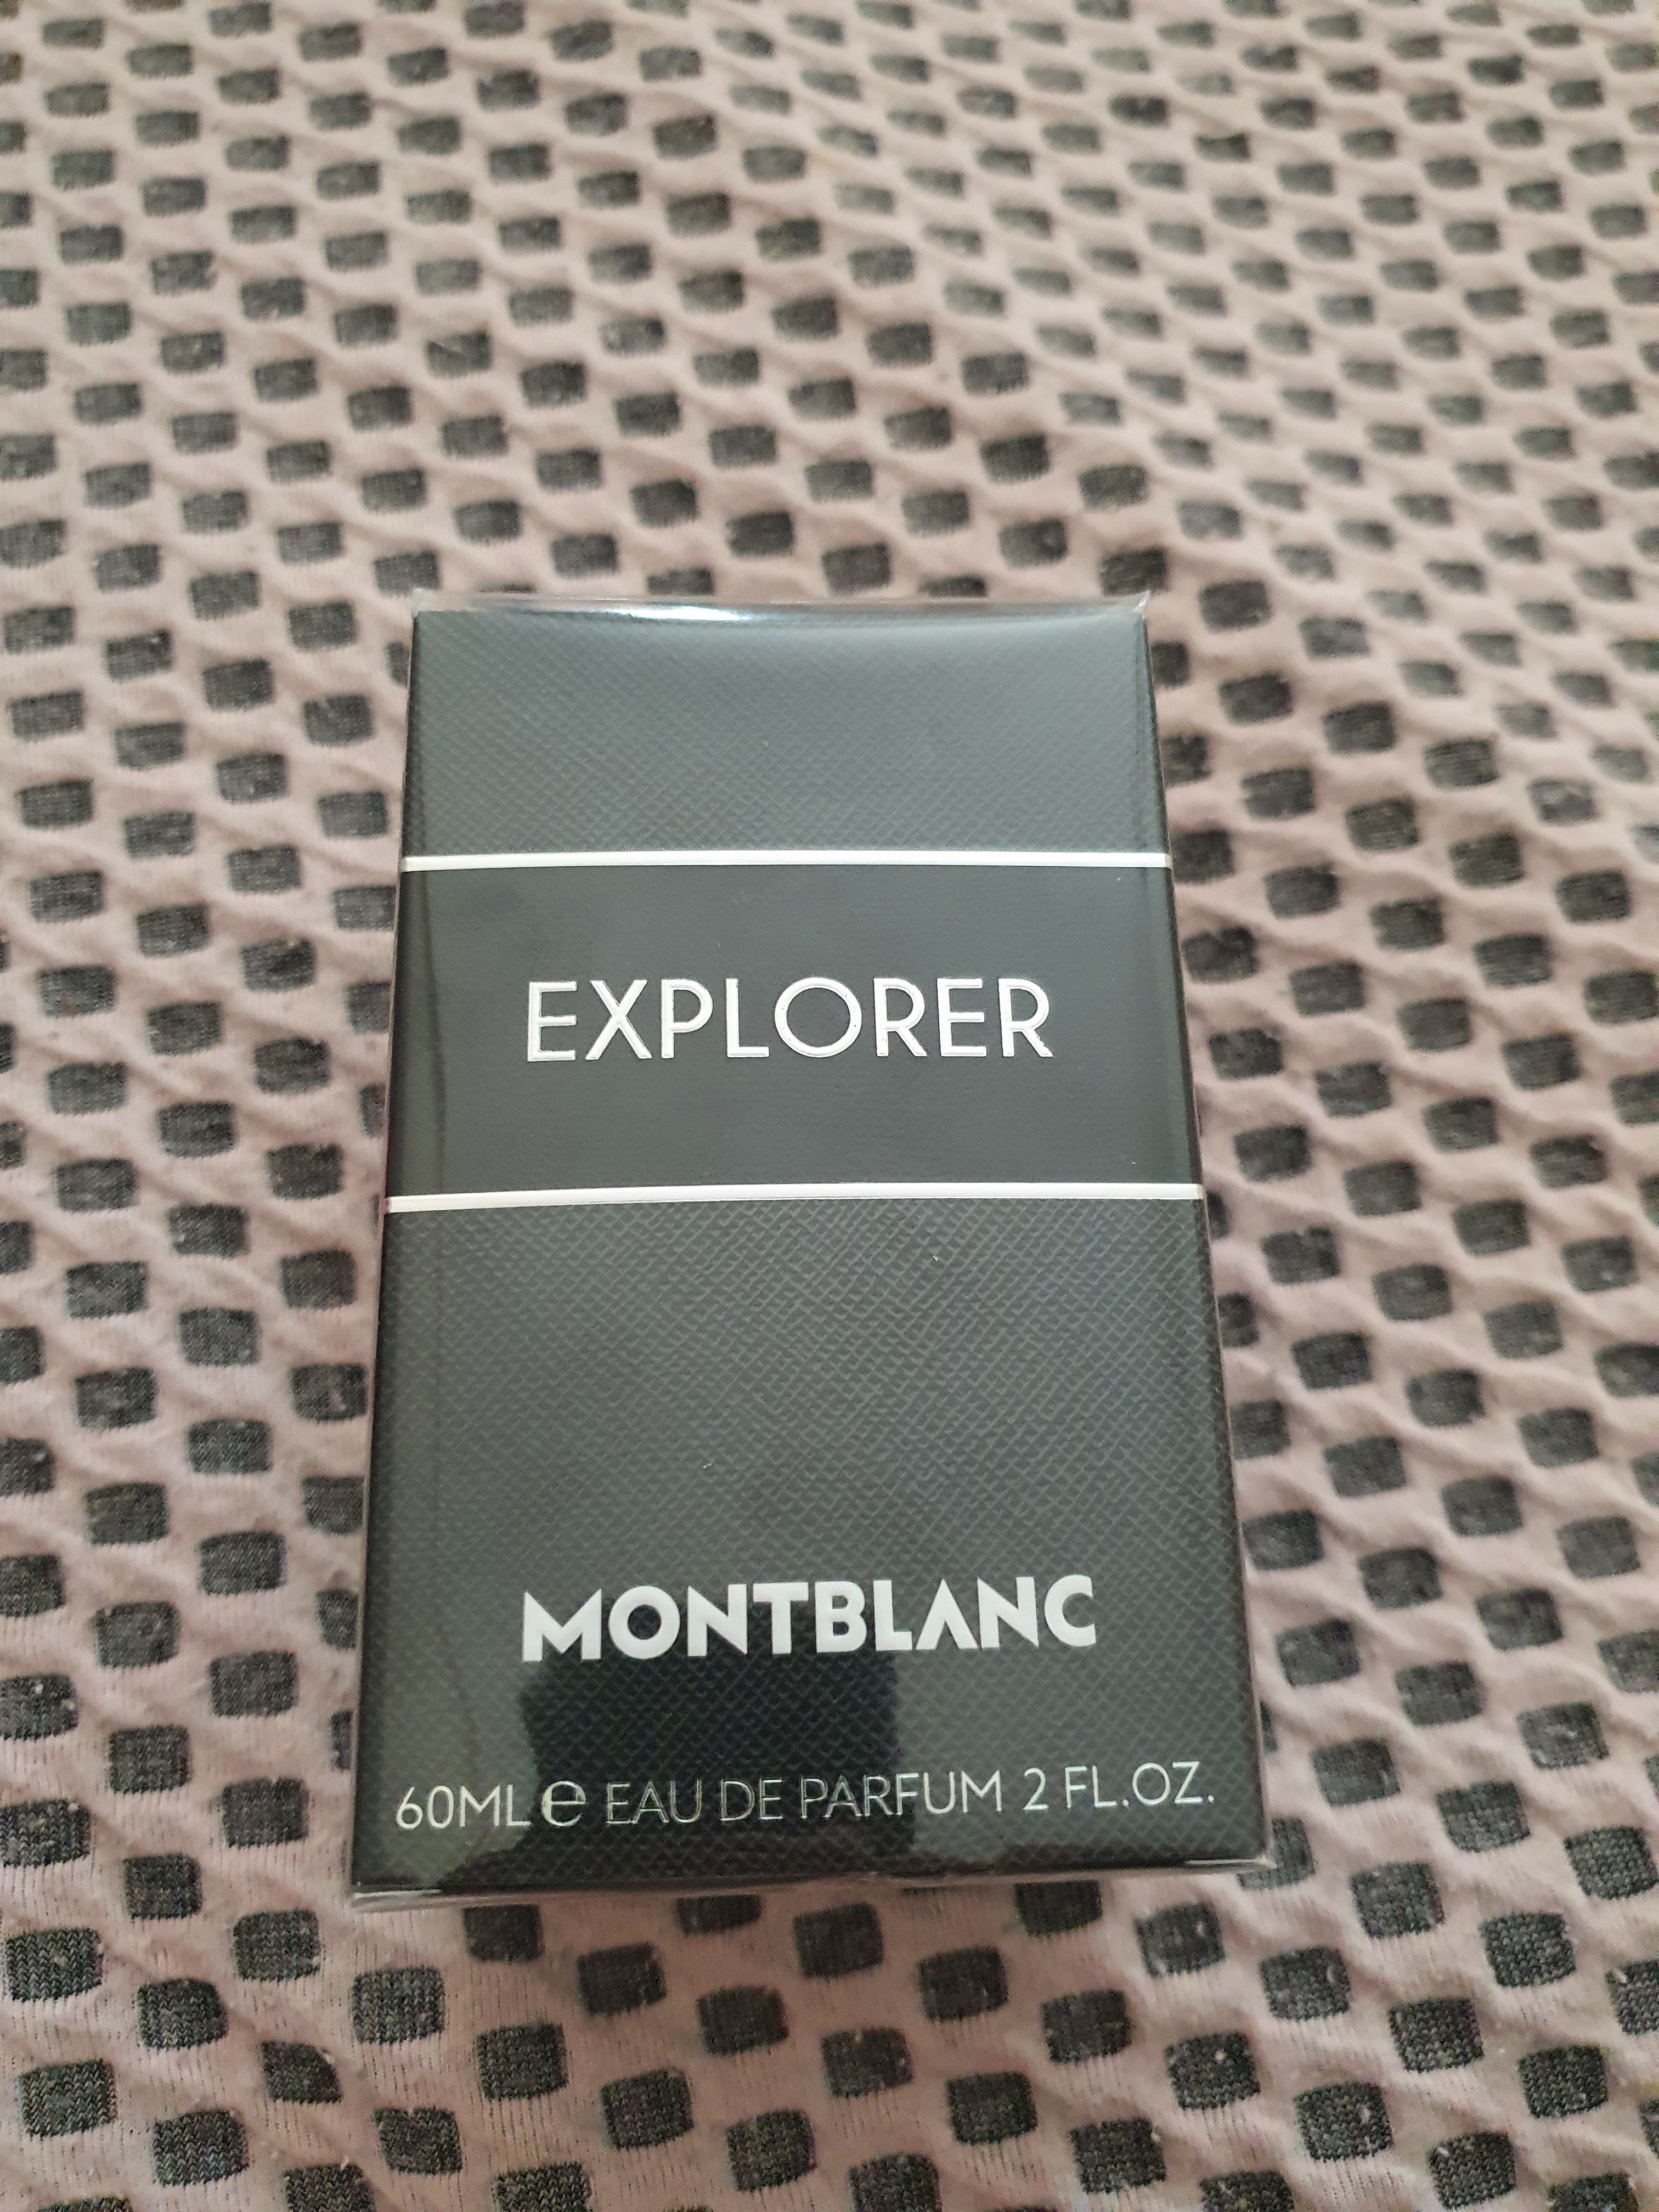 EXPLORER
MONTBLANC
60ML ℮ EAU DE PARFUM 2 FL.OZ.